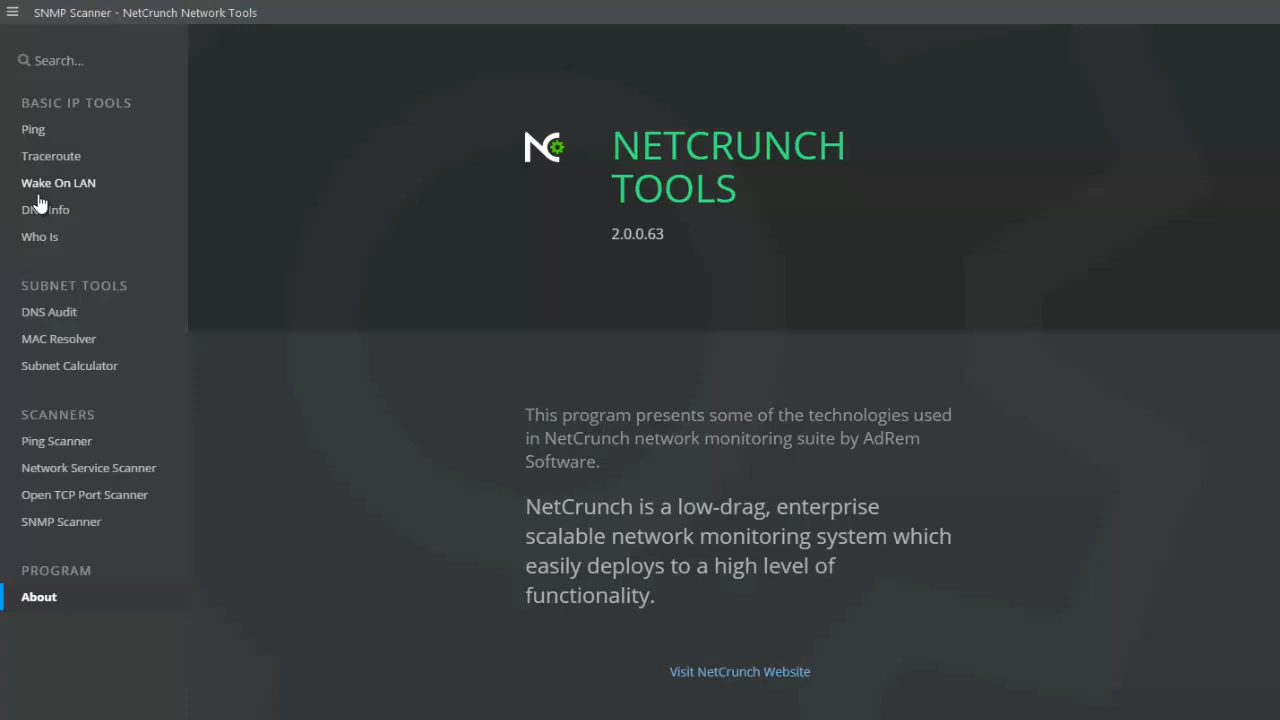 SNMP Scanner - NetCrunch Network Tools
Search...
BASIC IP TOOLS
Ping
Traceroute
Wake On LAN
DNS Info
Who Is
SUBNET TOOLS
DNS Audit
MAC Resolver
Subnet Calculator
SCANNERS
Ping Scanner
Network Service Scanner
Open TCP Port Scanner
SNMP Scanner
PROGRAM
About
NC
NETCRUNCH
TOOLS
2.0.0.63
This program presents some of the technologies used
in NetCrunch network monitoring suite by AdRem
Software.
NetCrunch is a low-drag, enterprise
scalable network monitoring system which
easily deploys to a high level of
functionality.
Visit NetCrunch Website